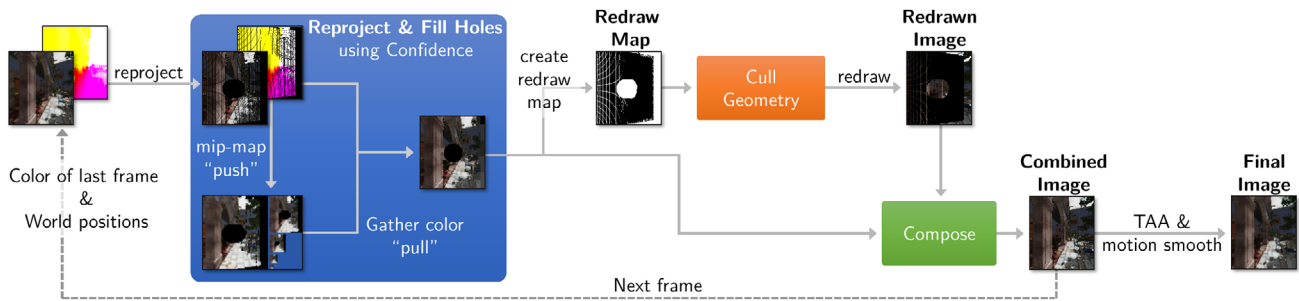 reproject
Color of last frame
&
World positions
Reproject & Fill Holes
using Confidence
mip-map
“push”
Gather color
“pull”
create
redraw
map
Redraw
Map
Cull
Geometry
redraw
Redrawn
Image
Compose
Combined
Image
TAA &
motion smooth
Final
Image
Next frame